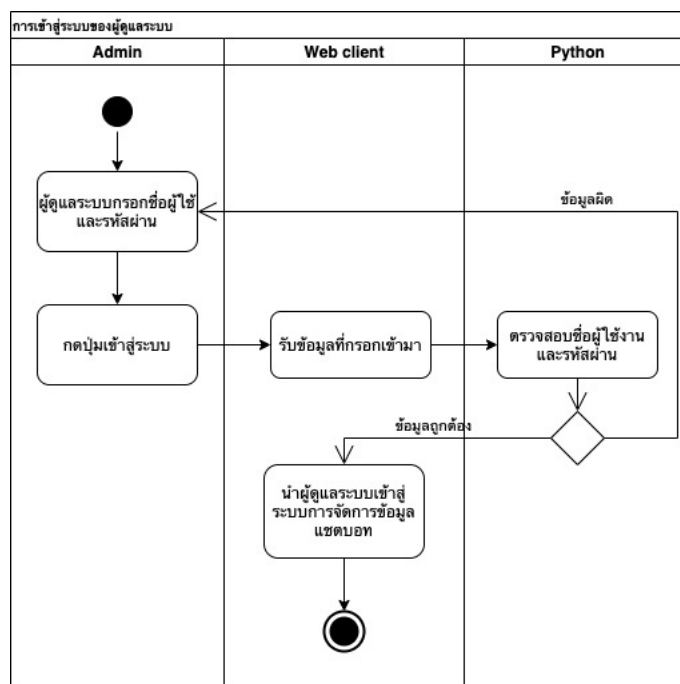 การเข้าสู่ระบบของผู้ดูแลระบบ
Admin
Web client
Python
ผู้ดูแลระบบกรอกชื่อผู้ใช้
และรหัสผ่าน
ข้อมูลผิด
กดปุ่มเข้าสู่ระบบ
รับข้อมูลที่กรอกเข้ามา
ตรวจสอบชื่อผู้ใช้งาน
และรหัสผ่าน
ข้อมูลถูกต้อง
นำผู้ดูแลระบบเข้าสู่
ระบบการจัดการข้อมูล
แชตบอท